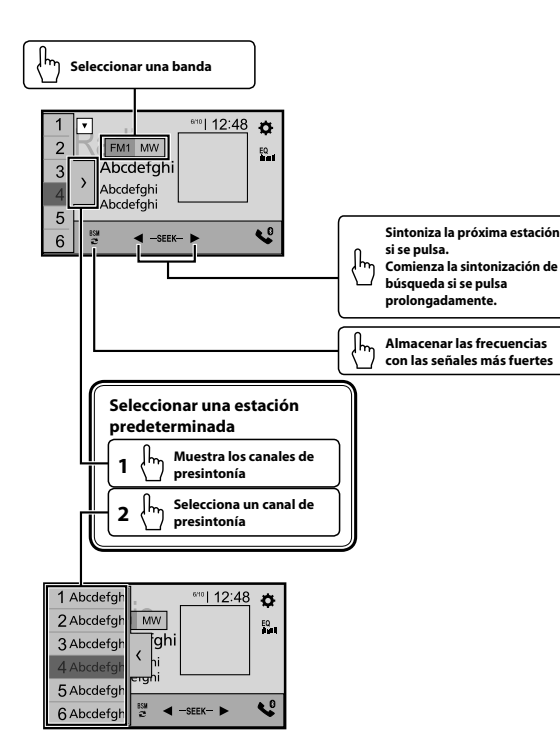 Seleccionar una banda
1
2
3
4
5
6
6/10 12:48
FM1 MW
EQ
Abcdefghi
Abcdefghi
Abcdefghi
BSM
SEEK
Sintoniza la próxima estación
si se pulsa.
Comienza la sintonización de
búsqueda si se pulsa
prolongadamente.
Almacenar las frecuencias
con las señales más fuertes
Seleccionar una estación
predeterminada
1 Muestra los canales de
presintonía
2 Selecciona un canal de
presintonía
1 Abcdefgh
2 Abcdefgh
3 Abcdefgh
4 Abcdefgh
5 Abcdefgh
6 Abcdefgh
6/10 12:48
MW
EQ
ghi
hi
efghi
BSM
SEEK